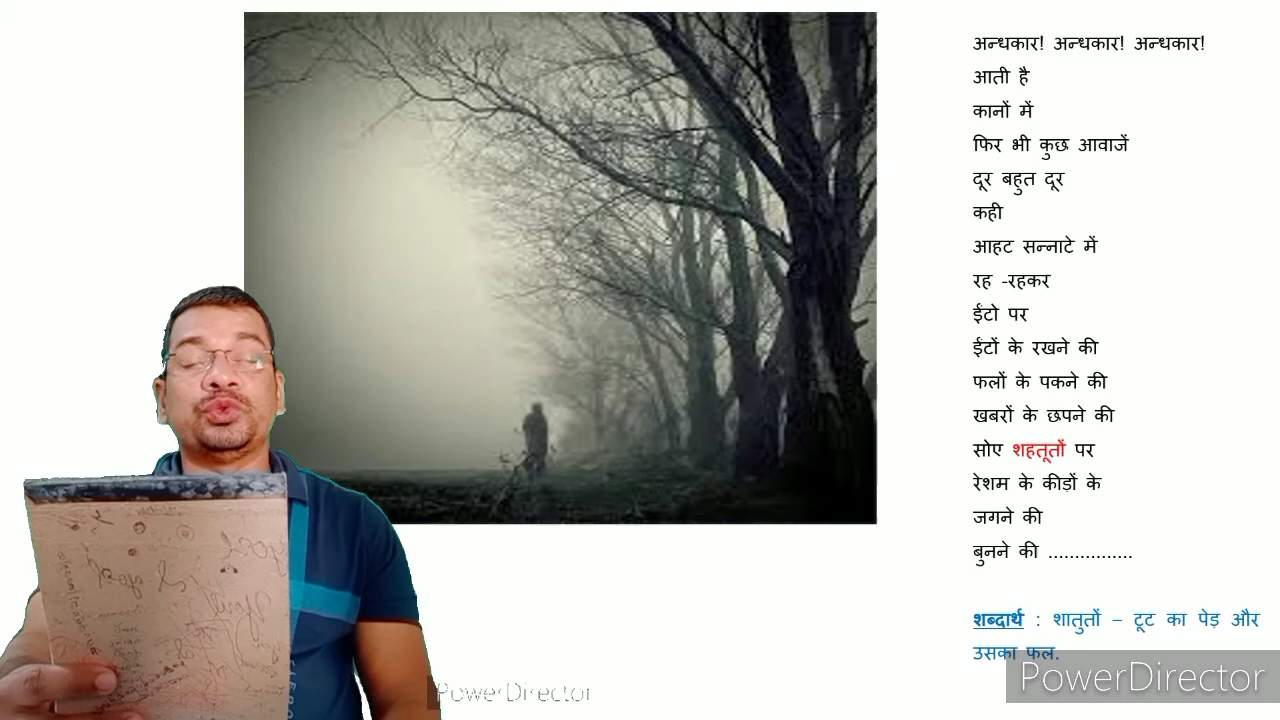 अन्धकार! अन्धकार! अन्धकार!
आती है
कानों में
फिर भी कुछ आवाजें
दूर बहुत दूर
कही
आहट सन्नाटे में
रह -रहकर
ईंटो पर
ईंटों के रखने की
फलों के पकने की
खबरों के छपने की
सोए शहतूतों पर
रेशम के कीड़ों के
जगने की
बुनने की ................
शब्दार्थ : शातुतों – टूट का पेड़ और
उसका फल.
PowerDirector
PowerDirector